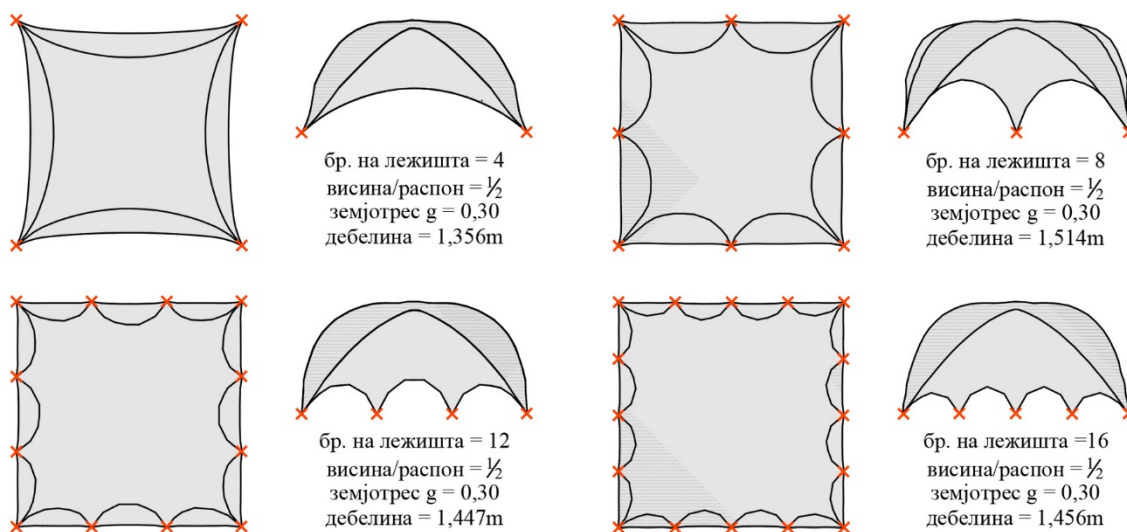 бр. на лежишта = 4
висина/распон = ½
земјотрес g = 0,30
дебелина = 1,356m
бр. на лежишта = 8
висина/распон = ½
земјотрес g = 0,30
дебелина = 1,514m
бр. на лежишта = 12
висина/распон = ½
земјотрес g = 0,30
дебелина = 1,447m
бр. на лежишта =16
висина/распон = ½
земјотрес g = 0,30
дебелина = 1,456m